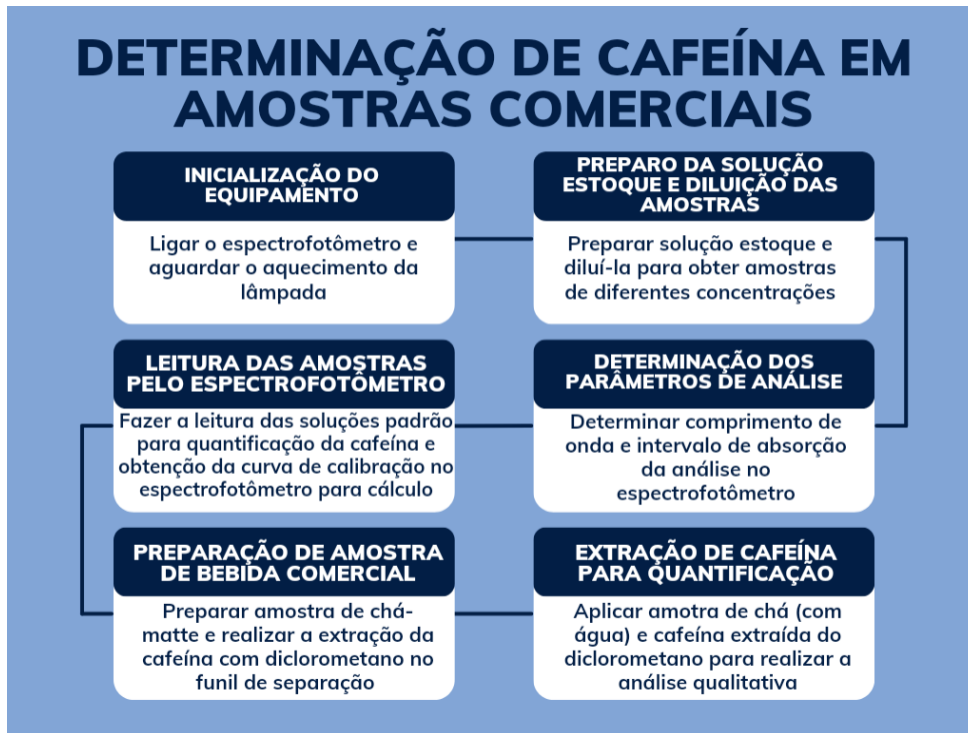 DETERMINAÇÃO DE CAFEÍNA EM
AMOSTRAS COMERCIAIS
INICIALIZAÇÃO DO
EQUIPAMENTO
Ligar o espectrofotômetro e
aguardar o aquecimento da
lâmpada
PREPARO DA SOLUÇÃO
ESTOQUE E DILUIÇÃO DAS
AMOSTRAS
Preparar solução estoque e
diluí-la para obter amostras
de diferentes concentrações
DETERMINAÇÃO DOS
PARÂMETROS DE ANÁLISE
Determinar comprimento de
onda e intervalo de absorção
da análise no
espectrofotômetro
LEITURA DAS AMOSTRAS
PELO ESPECTROFOTÔMETRO
Fazer a leitura das soluções padrão
para quantificação da cafeína e
obtenção da curva de calibração no
espectrofotômetro para cálculo
PREPARAÇÃO DE AMOSTRA
DE BEBIDA COMERCIAL
Preparar amostra de chá-
matte e realizar a extração da
cafeína com diclorometano no
funil de separação
EXTRAÇÃO DE CAFEÍNA
PARA QUANTIFICAÇÃO
Aplicar amotra de chá (com
água) e cafeína extraída do
diclorometano para realizar a
análise qualitativa